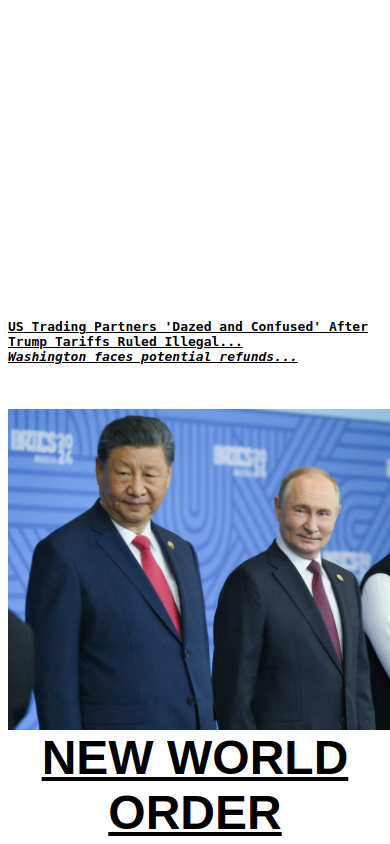 US Trading Partners 'Dazed and Confused' After
Trump Tariffs Ruled Illegal...
Washington faces potential refunds...
BRICS 2024
RUSSIA
NEW WORLD
ORDER